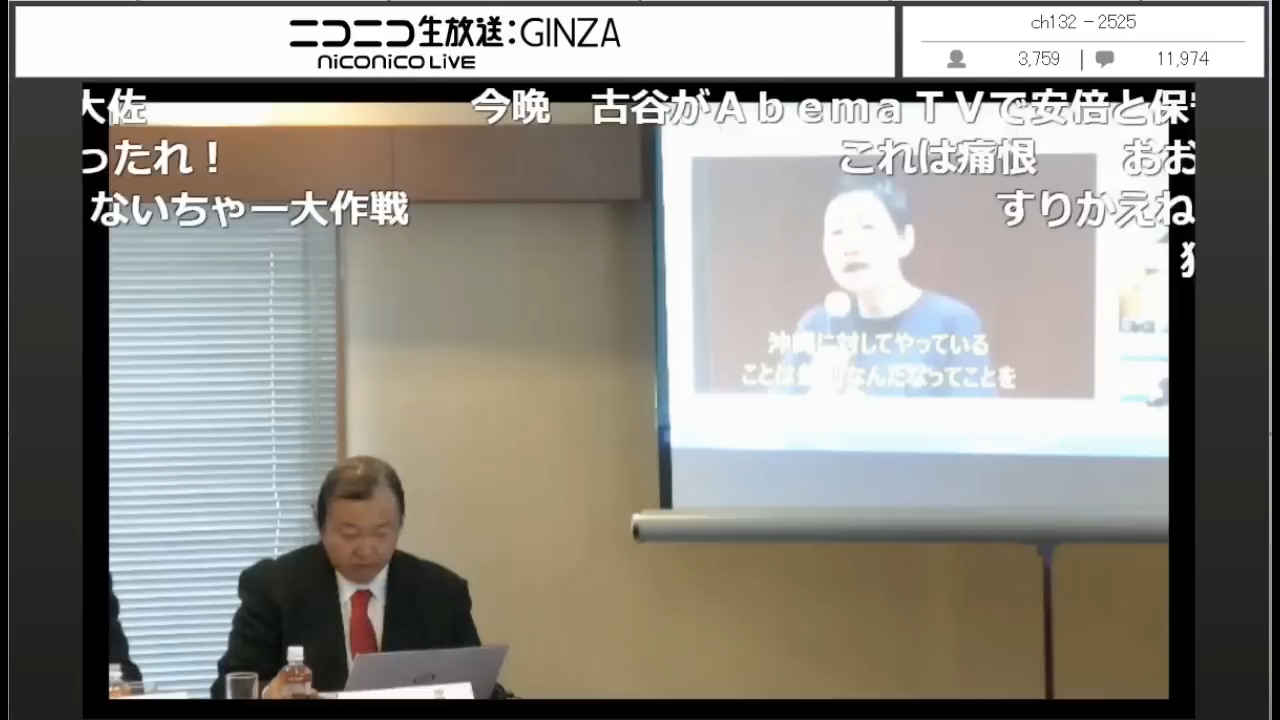 ニコニコ生放送:GINZA
niconico LiVE
ch132 − 2525
3,759 | 11,974
大佐
今晩 古谷がＡｂｅｍａＴＶで安倍と保
ったれ！
これは痛恨 おお
ないちゃー大作戦
すりかえね
沖縄に対してやっている
ことは なんだなってことを